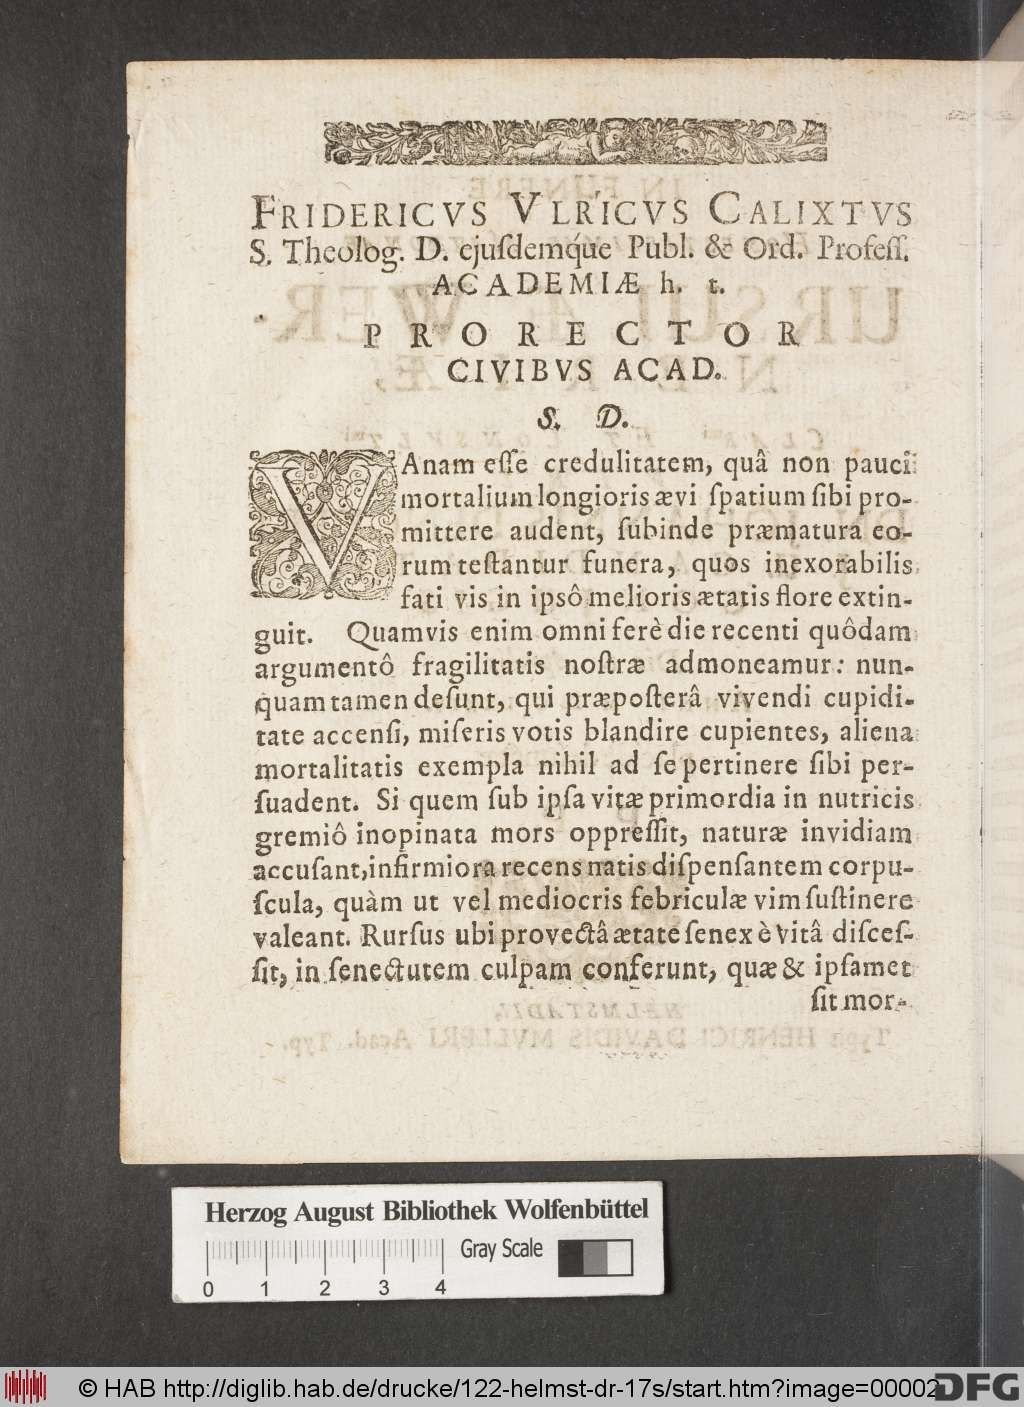 FRIDERICVS VLRICVS CALIXTVS
S. Theolog. D. ejuſdemq́ue Publ. & Ord. Profeſſ.
ACADEMIÆ h. t.
PRORECTOR
CIVIBVS ACAD.
S. D.
VAnam eſſe credulitatem, quâ non pauci
mortalium longioris ævi ſpatium ſibi pro-
mittere audent, ſubinde præmatura eo-
rum teſtantur funera, quos inexorabilis
fati vis in ipsô melioris ætatis flore extin-
guit. Quamvis enim omni ferè die recenti quôdam
argumentô fragilitatis noſtræ admoneamur: nun-
quam tamen deſunt, qui præpoſterâ vivendi cupidi-
tate accenſi, miſeris votis blandire cupientes, aliena
mortalitatis exempla nihil ad ſe pertinere ſibi per-
ſuadent. Si quem ſub ipſa vitæ primordia in nutricis
gremiô inopinata mors oppreſſit, naturæ invidiam
accuſant, infirmiora recens natis diſpenſantem corpu-
ſcula, quàm ut vel mediocris febriculæ vim ſuſtinere
valeant. Rurſus ubi provectâ ætate ſenex è vitâ diſceſ-
ſit, in ſenectutem culpam conferunt, quæ & ipſamet
ſit mor-
Herzog August Bibliothek Wolfenbüttel
Gray Scale
0 1 2 3 4
HAB © HAB http://diglib.hab.de/drucke/122-helmst-dr-17s/start.htm?image=00002 DFG